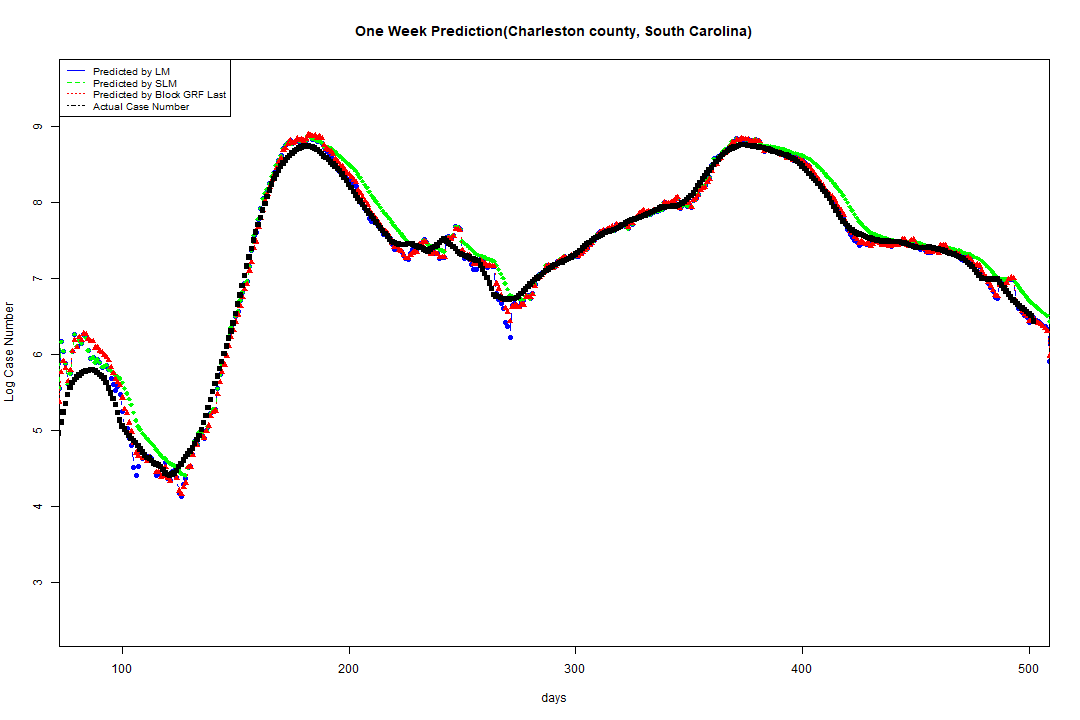 One Week Prediction(Charleston county, South Carolina)
Predicted by LM
Predicted by SLM
Predicted by Block GRF Last
Actual Case Number
9
8
7
6
5
4
3
Log Case Number
100 200 300 400 500
days